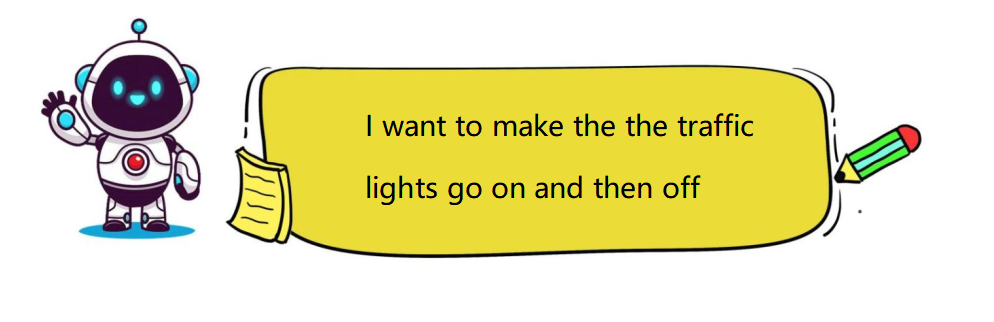 I want to make the the traffic
lights go on and then off